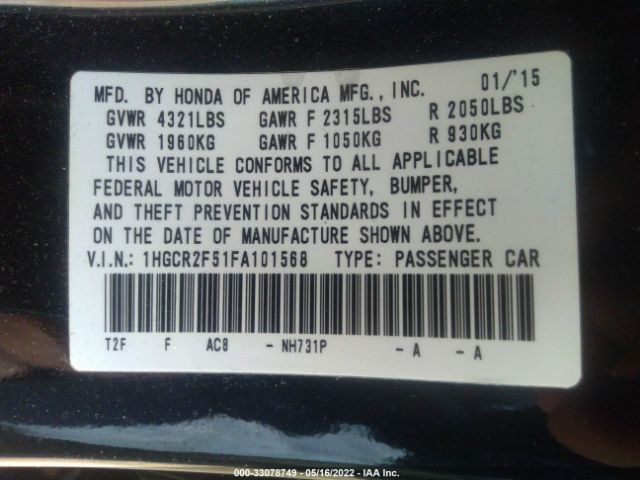 MFD. BY HONDA OF AMERICA MFG., INC. 01/'15
GVWR 4321LBS GAWR F 2315LBS R 2050LBS
GVWR 1960KG GAWR F 1050KG R 930KG
THIS VEHICLE CONFORMS TO ALL APPLICABLE
FEDERAL MOTOR VEHICLE SAFETY, BUMPER,
AND THEFT PREVENTION STANDARDS IN EFFECT
ON THE DATE OF MANUFACTURE SHOWN ABOVE.
V.I.N.: 1HGCR2F51FA101568 TYPE: PASSENGER CAR
T2F F AC8 - NH731P - A - A
000-33078749 - 05/16/2022 - IAA Inc.